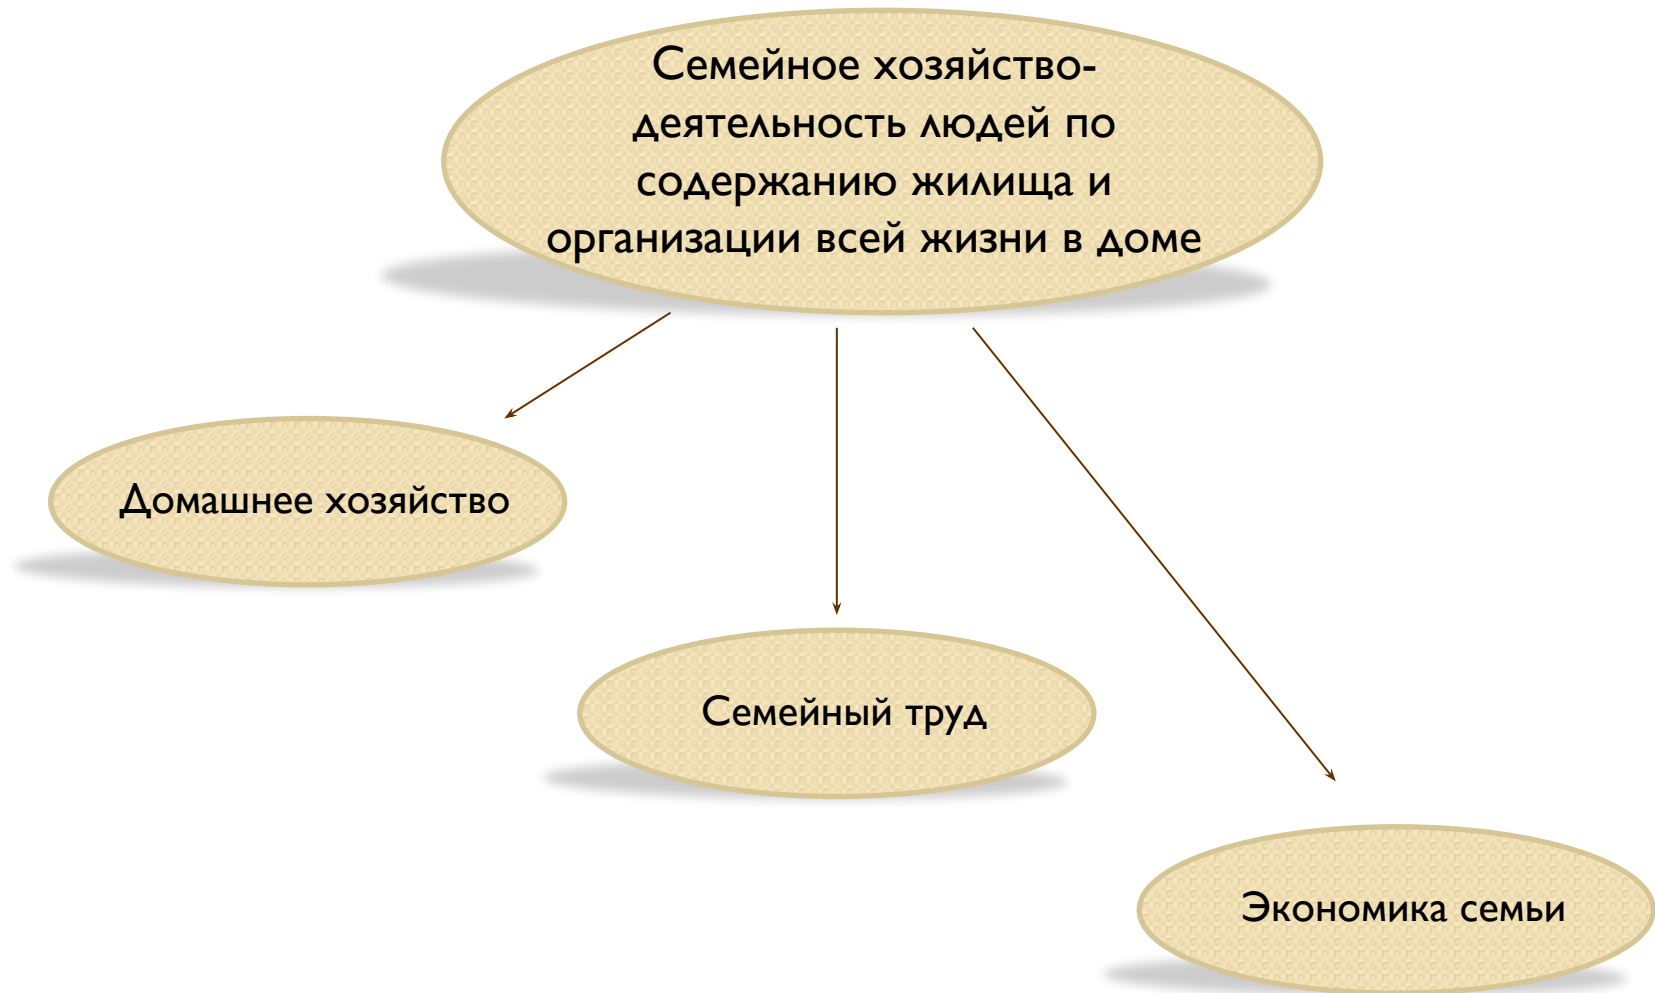 Семейное хозяйство-
деятельность людей по
содержанию жилища и
организации всей жизни в доме
Домашнее хозяйство
Семейный труд
Экономика семьи